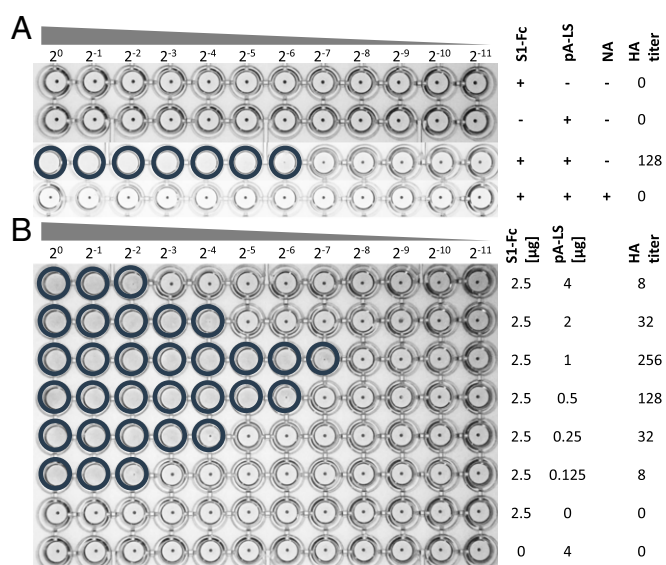 A
2⁰ 2⁻¹ 2⁻² 2⁻³ 2⁻⁴ 2⁻⁵ 2⁻⁶ 2⁻⁷ 2⁻⁸ 2⁻⁹ 2⁻¹⁰ 2⁻¹¹ S1-Fc pA-LS NA HA titer
+ - - 0
- + - 0
+ + - 128
+ + + 0
B
2⁰ 2⁻¹ 2⁻² 2⁻³ 2⁻⁴ 2⁻⁵ 2⁻⁶ 2⁻⁷ 2⁻⁸ 2⁻⁹ 2⁻¹⁰ 2⁻¹¹ S1-Fc [µg] pA-LS [µg] HA titer
2.5 4 8
2.5 2 32
2.5 1 256
2.5 0.5 128
2.5 0.25 32
2.5 0.125 8
2.5 0 0
0 4 0